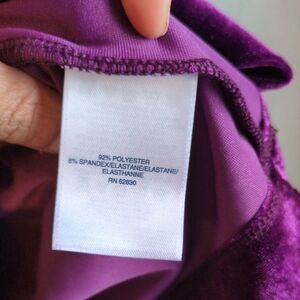 92% POLYESTER
8% SPANDEX/ELASTANE/ELASTANE/
ELASTHANNE
RN 62830